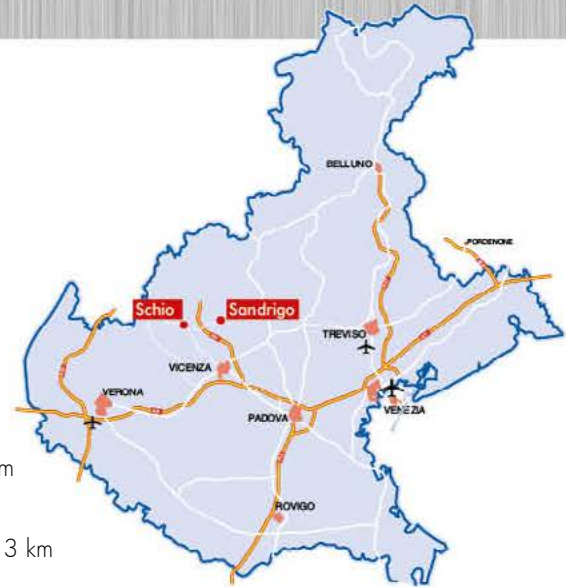 BELLUNO
PORDENONE
Schio
Sandrigo
TREVISO
VICENZA
VERONA
VENEZIA
PADOVA
m
ROVIGO
3 km